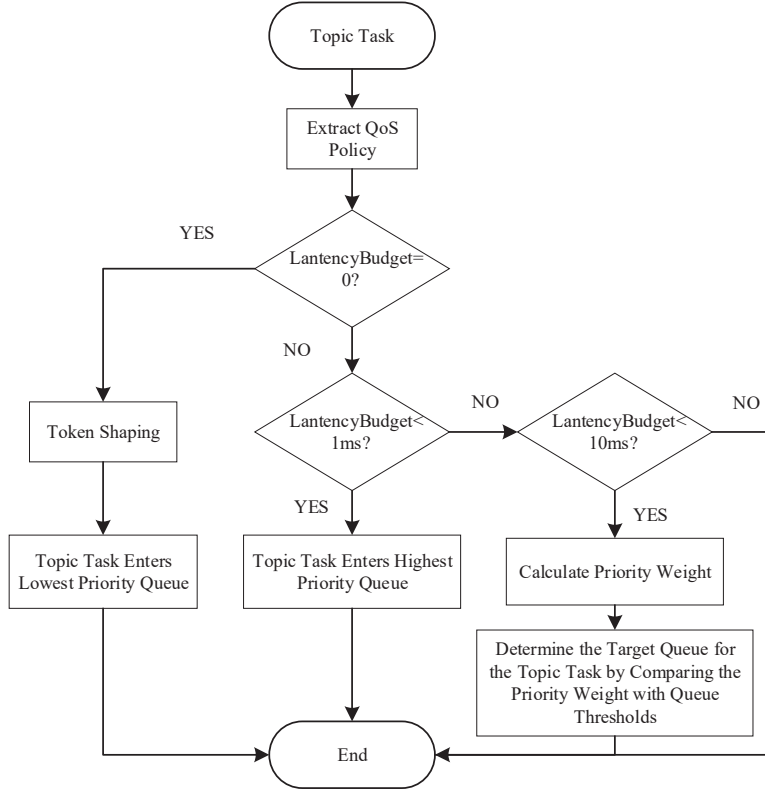 Topic Task
Extract QoS
Policy
YES
LantencyBudget=
0?
NO
LantencyBudget<
1ms?
NO
LantencyBudget<
10ms?
NO
Token Shaping
YES
YES
Topic Task Enters
Lowest Priority Queue
Topic Task Enters Highest
Priority Queue
Calculate Priority Weight
Determine the Target Queue for
the Topic Task by Comparing the
Priority Weight with Queue
Thresholds
End